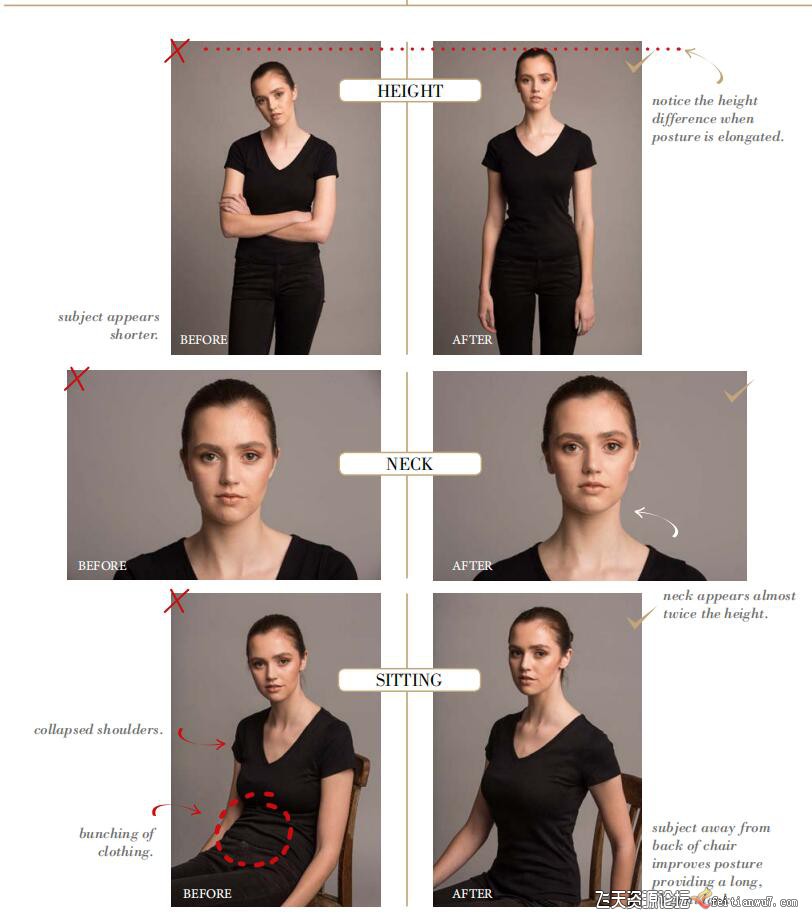 HEIGHT
notice the height
difference when
posture is elongated.
subject appears
shorter.
BEFORE
AFTER
NECK
BEFORE
AFTER
neck appears almost
twice the height.
SITTING
collapsed shoulders.
bunching of
clothing.
subject away from
back of chair
improves posture
providing a long,
BEFORE
AFTER
飞天资源论坛
feitianwu7.com